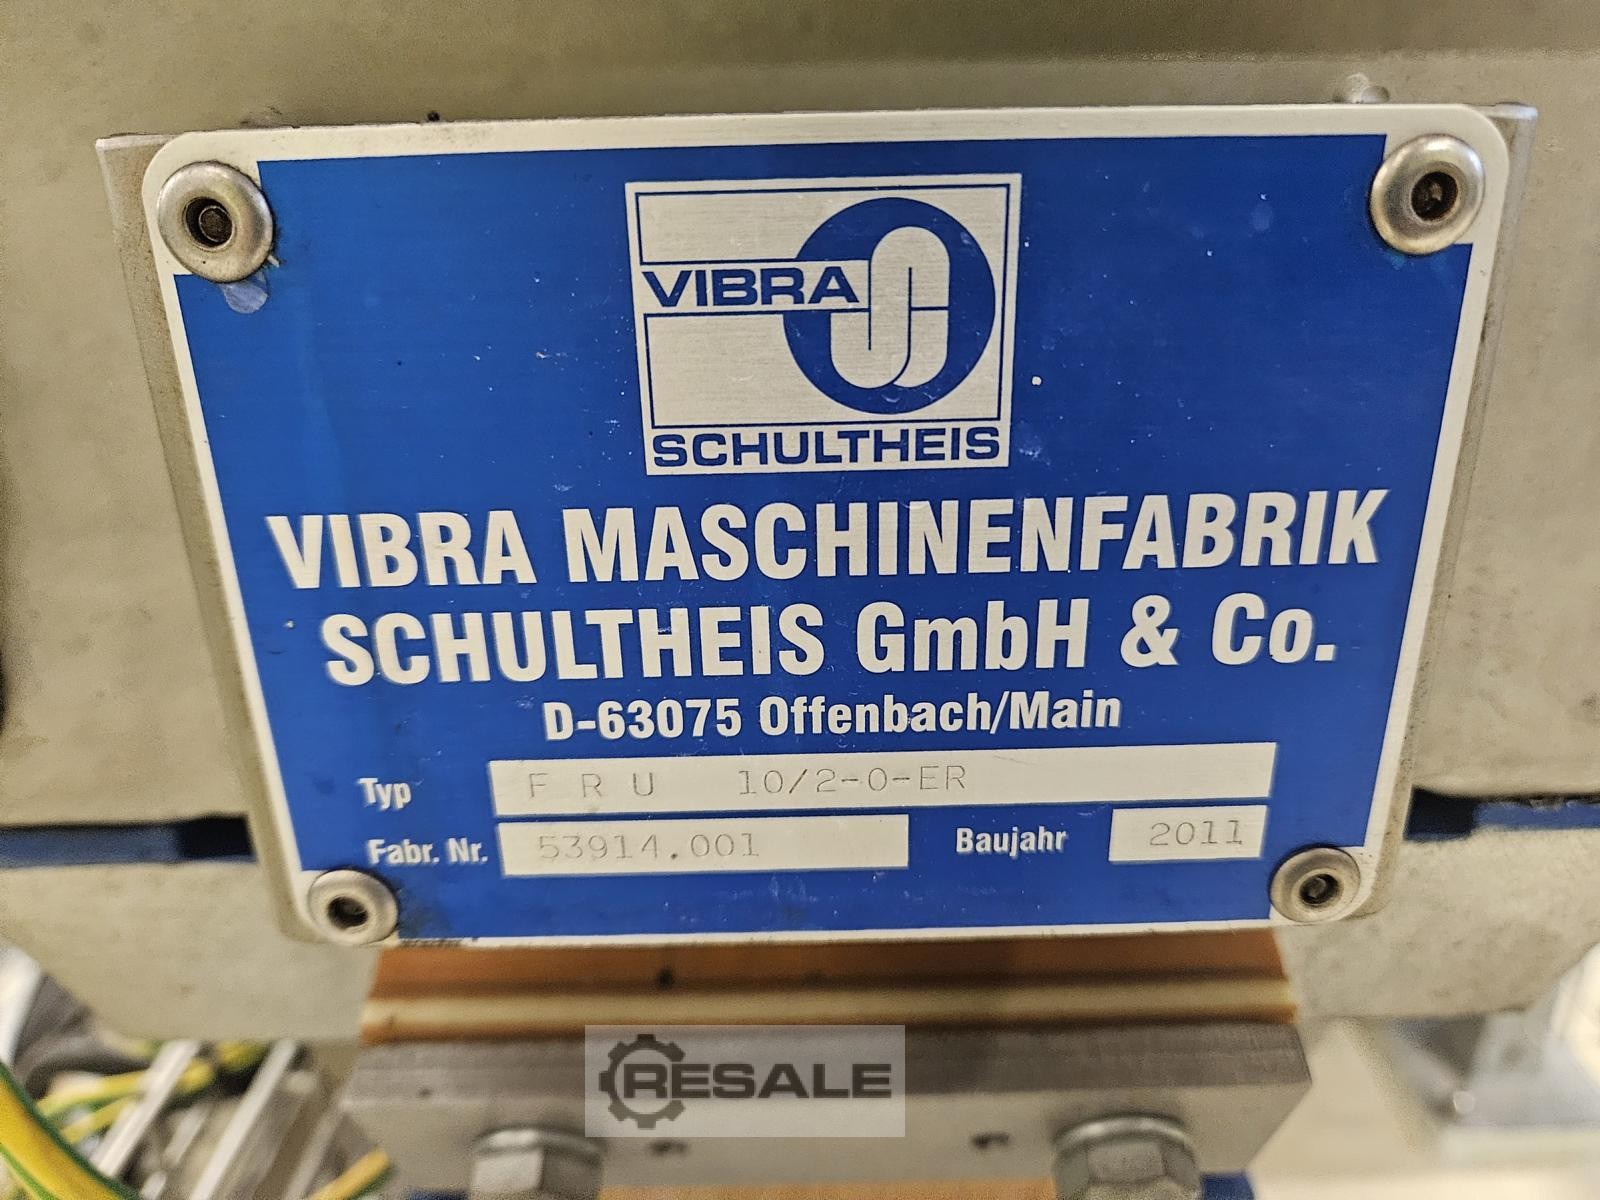 VIBRA
SCHULTHEIS
VIBRA MASCHINENFABRIK
SCHULTHEIS GmbH & Co.
D-63075 Offenbach/Main
Typ F R U 10/2-0-ER
Fabr. Nr. 53914.001 Baujahr 2011
RESALE